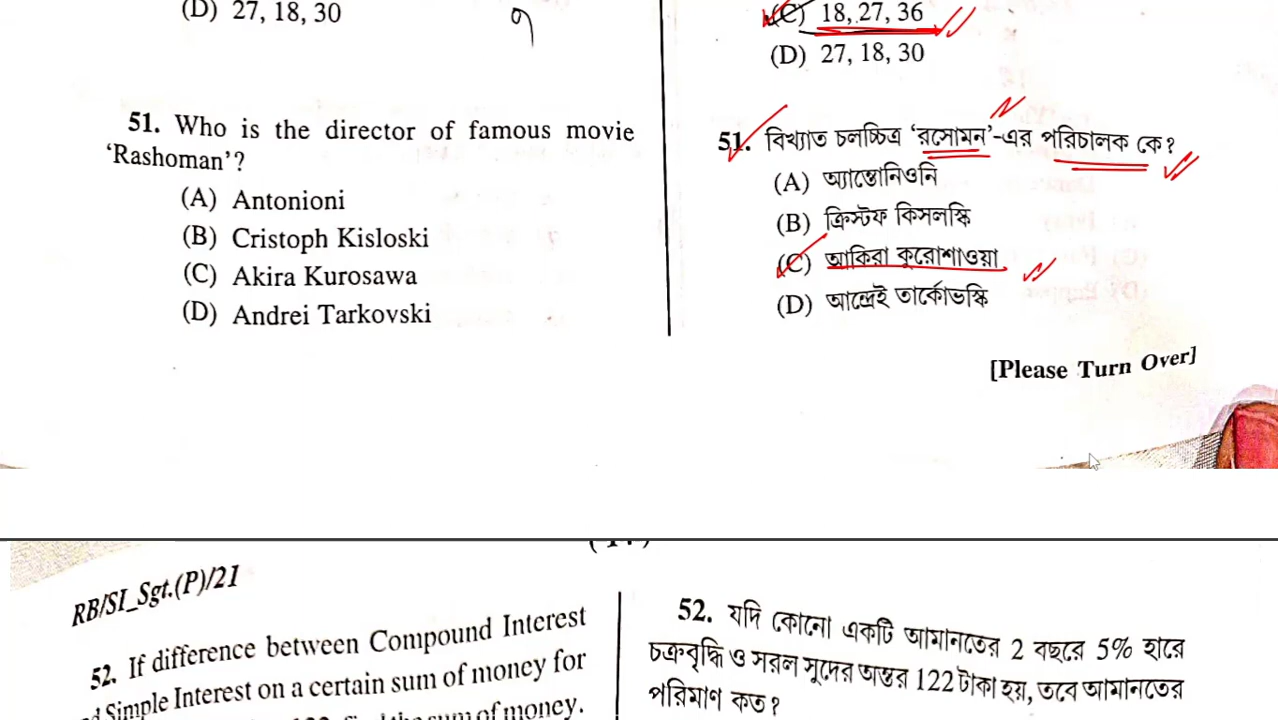 (D) 27, 18, 30
51. Who is the director of famous movie
‘Rashoman’?
(A) Antonioni
(B) Cristoph Kisloski
(C) Akira Kurosawa
(D) Andrei Tarkovski
(C) 18, 27, 36
(D) 27, 18, 30
51. বিখ্যাত চলচ্চিত্র ‘রসোমন’-এর পরিচালক কে?
(A) অ্যান্তোনিওনি
(B) ক্রিস্টফ কিসলস্কি
(C) আকিরা কুরোশাওয়া
(D) আন্দ্রেই তার্কোভস্কি
[Please Turn Over]
RB/SI_Sgt.(P)/21
52. If difference between Compound Interest
Simple Interest on a certain sum of money for
the sum of money.
52. যদি কোনো একটি আমানতের 2 বছরে 5% হারে
চক্রবৃদ্ধি ও সরল সুদের অন্তর 122 টাকা হয়, তবে আমানতের
পরিমাণ কত?